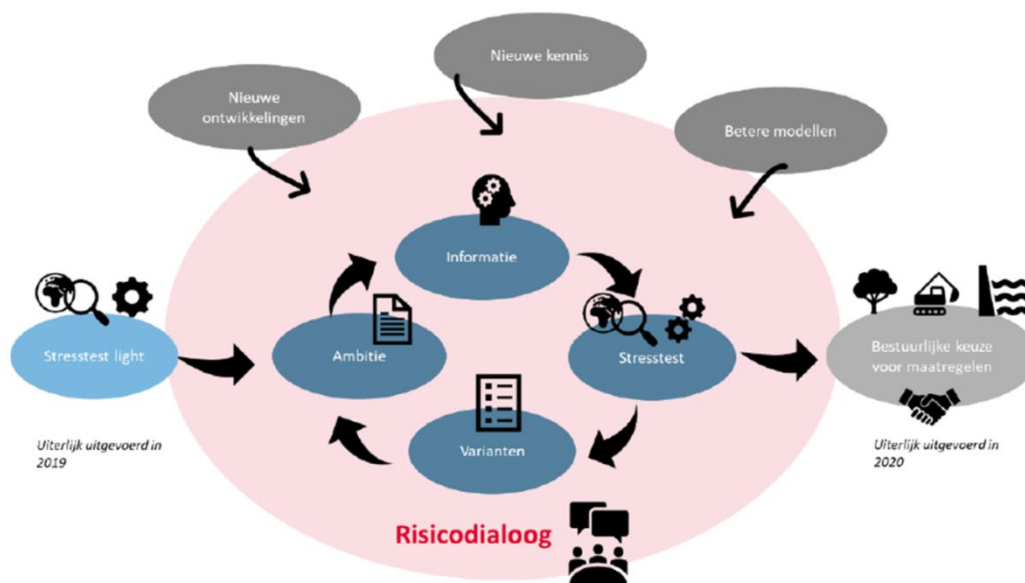 Nieuwe kennis
Nieuwe
ontwikkelingen
Betere modellen
Informatie
Stresstest light
Ambitie
Stresstest
Bestuurlijke keuze
voor maatregelen
Uiterlijk uitgevoerd in
2019
Varianten
Uiterlijk uitgevoerd in
2020
Risicodialoog